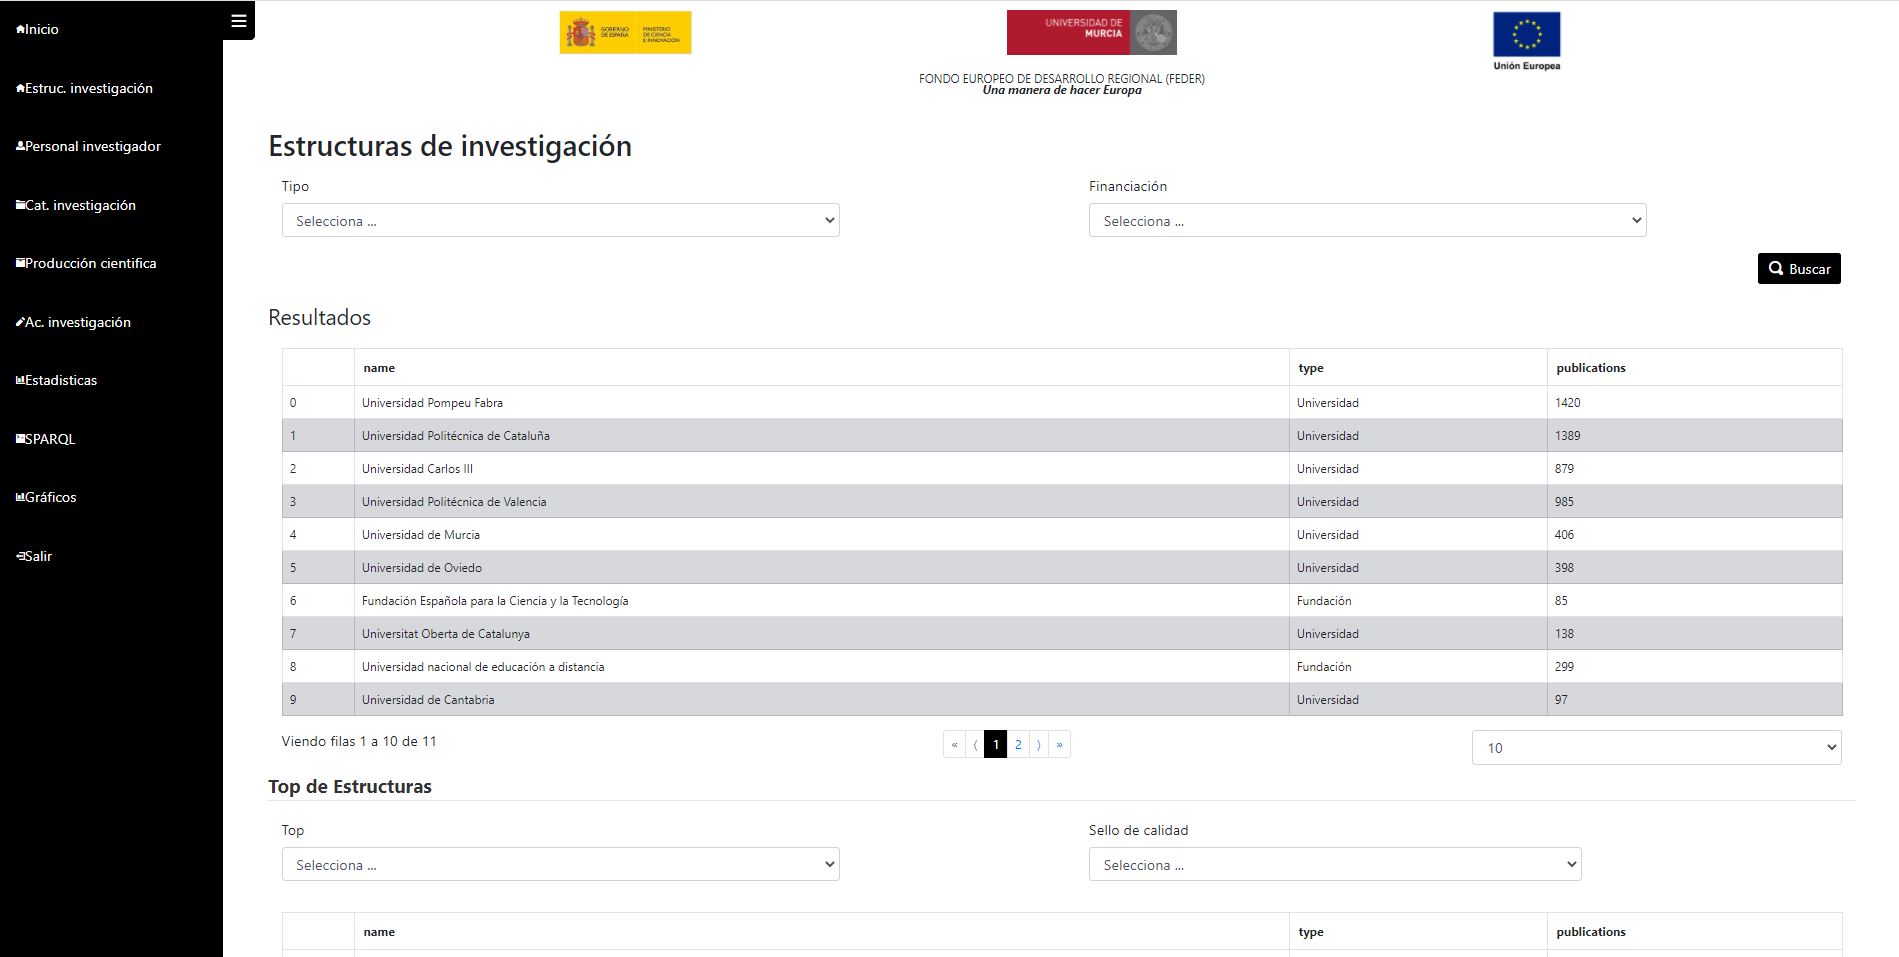 Inicio
Estruc. investigación
Personal investigador
Cat. investigación
Producción cientifica
Ac. investigación
Estadisticas
SPARQL
Gráficos
Salir
GOBIERNO DE ESPAÑA
MINISTERIO DE CIENCIA E INNOVACIÓN
UNIVERSIDAD DE
MURCIA
Unión Europea
FONDO EUROPEO DE DESARROLLO REGIONAL (FEDER)
Una manera de hacer Europa
Estructuras de investigación
Tipo Financiación
Selecciona ... Selecciona ...
Buscar
Resultados
name type publications
0 Universidad Pompeu Fabra Universidad 1420
1 Universidad Politécnica de Cataluña Universidad 1389
2 Universidad Carlos III Universidad 879
3 Universidad Politécnica de Valencia Universidad 985
4 Universidad de Murcia Universidad 406
5 Universidad de Oviedo Universidad 398
6 Fundación Española para la Ciencia y la Tecnología Fundación 85
7 Universitat Oberta de Catalunya Universidad 138
8 Universidad nacional de educación a distancia Fundación 299
9 Universidad de Cantabria Universidad 97
Viendo filas 1 a 10 de 11 « ⟨ 1 2 ⟩ » 10
Top de Estructuras
Top Sello de calidad
Selecciona ... Selecciona ...
name type publications